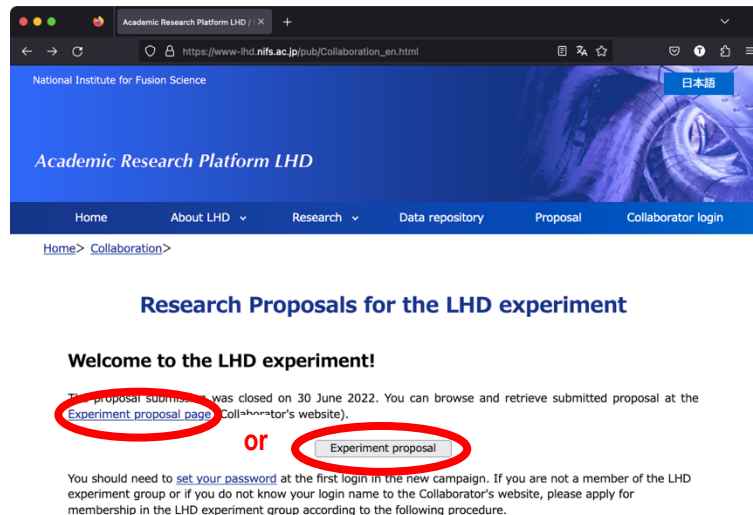 Academic Research Platform LHD /
https://www-lhd.nifs.ac.jp/pub/Collaboration_en.html
National Institute for Fusion Science
日本語
Academic Research Platform LHD
Home About LHD Research Data repository Proposal Collaborator login
Home> Collaboration>
Research Proposals for the LHD experiment
Welcome to the LHD experiment!
The proposal submission was closed on 30 June 2022. You can browse and retrieve submitted proposal at the
Experiment proposal page (Collaborator's website).
or
Experiment proposal
You should need to set your password at the first login in the new campaign. If you are not a member of the LHD
experiment group or if you do not know your login name to the Collaborator's website, please apply for
membership in the LHD experiment group according to the following procedure.